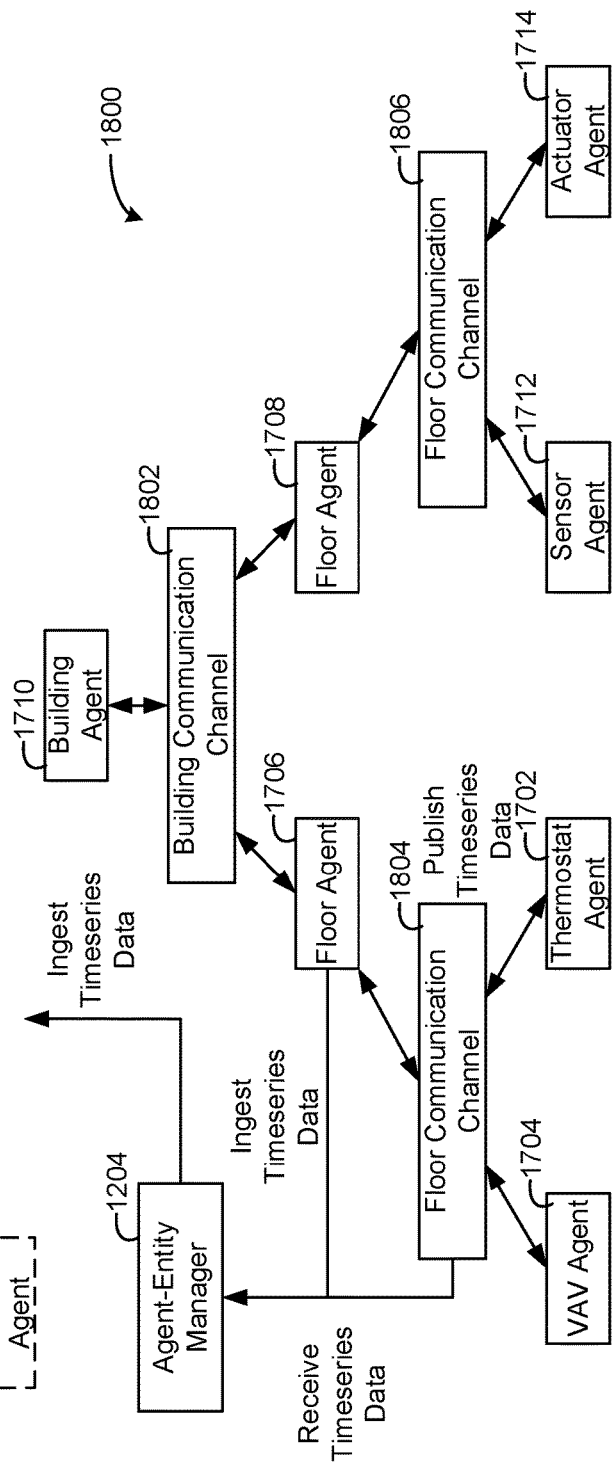 Agent
1800
Ingest
Timeseries
Data
1204
Agent-Entity
Manager
1710
Building
Agent
1802
Building Communication
Channel
Ingest
Timeseries
Data
1706
Floor Agent
1708
Floor Agent
Receive
Timeseries
Data
1804
Floor Communication
Channel
Publish
Timeseries
Data
1806
Floor Communication
Channel
1704
VAV Agent
1702
Thermostat
Agent
1712
Sensor
Agent
1714
Actuator
Agent